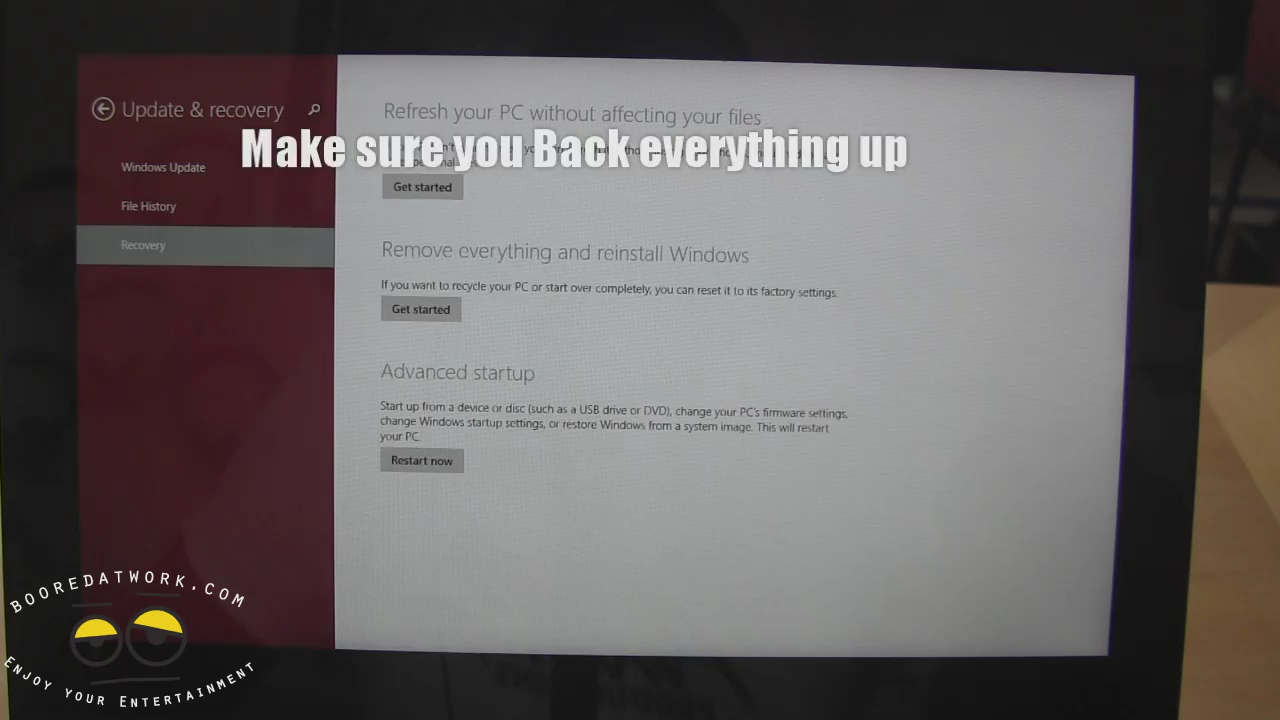 Update & recovery
Windows Update
File History
Recovery
Refresh your PC without affecting your files
Make sure you Back everything up
Get started
Remove everything and reinstall Windows
If you want to recycle your PC or start over completely, you can reset it to its factory settings.
Get started
Advanced startup
Start up from a device or disc (such as a USB drive or DVD), change your PC's firmware settings,
change Windows startup settings, or restore Windows from a system image. This will restart
your PC.
Restart now
BOOREDATWORK.COM
ENJOY YOUR ENTERTAINMENT